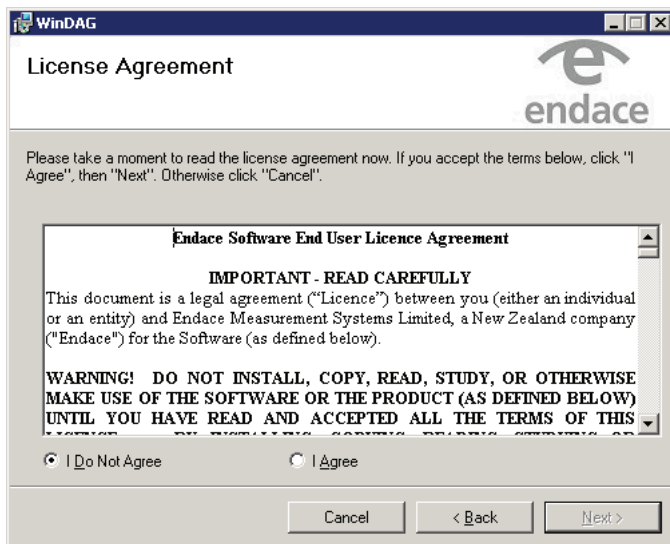 WinDAG
License Agreement
endace
Please take a moment to read the license agreement now. If you accept the terms below, click "I
Agree", then "Next". Otherwise click "Cancel".
Endace Software End User Licence Agreement
IMPORTANT - READ CAREFULLY
This document is a legal agreement (“Licence”) between you (either an individual
or an entity) and Endace Measurement Systems Limited, a New Zealand company
("Endace") for the Software (as defined below).
WARNING! DO NOT INSTALL, COPY, READ, STUDY, OR OTHERWISE
MAKE USE OF THE SOFTWARE OR THE PRODUCT (AS DEFINED BELOW)
UNTIL YOU HAVE READ AND ACCEPTED ALL THE TERMS OF THIS
I Do Not Agree
I Agree
Cancel
< Back
Next >